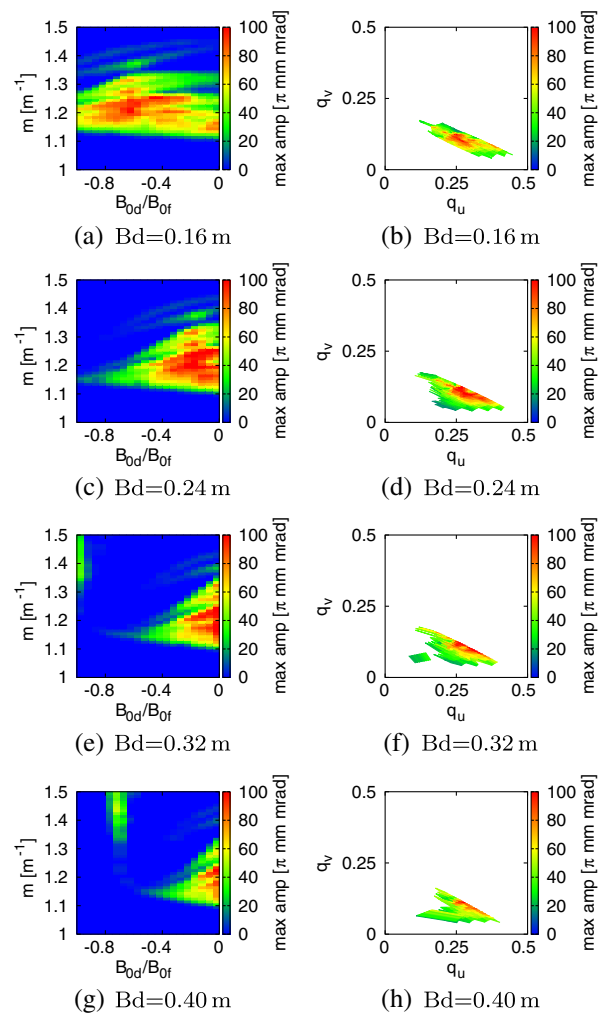 1.5
1.4
1.3
1.2
1.1
1
m [m⁻¹]
-0.8 -0.4 0
B0d/B0f
100
80
60
40
20
0
max amp [π mm mrad]
(a) Bd=0.16 m
0.5
0.25
0
qv
0 0.25 0.5
qu
100
80
60
40
20
0
max amp [π mm mrad]
(b) Bd=0.16 m
1.5
1.4
1.3
1.2
1.1
1
m [m⁻¹]
-0.8 -0.4 0
B0d/B0f
100
80
60
40
20
0
max amp [π mm mrad]
(c) Bd=0.24 m
0.5
0.25
0
qv
0 0.25 0.5
qu
100
80
60
40
20
0
max amp [π mm mrad]
(d) Bd=0.24 m
1.5
1.4
1.3
1.2
1.1
1
m [m⁻¹]
-0.8 -0.4 0
B0d/B0f
100
80
60
40
20
0
max amp [π mm mrad]
(e) Bd=0.32 m
0.5
0.25
0
qv
0 0.25 0.5
qu
100
80
60
40
20
0
max amp [π mm mrad]
(f) Bd=0.32 m
1.5
1.4
1.3
1.2
1.1
1
m [m⁻¹]
-0.8 -0.4 0
B0d/B0f
100
80
60
40
20
0
max amp [π mm mrad]
(g) Bd=0.40 m
0.5
0.25
0
qv
0 0.25 0.5
qu
100
80
60
40
20
0
max amp [π mm mrad]
(h) Bd=0.40 m